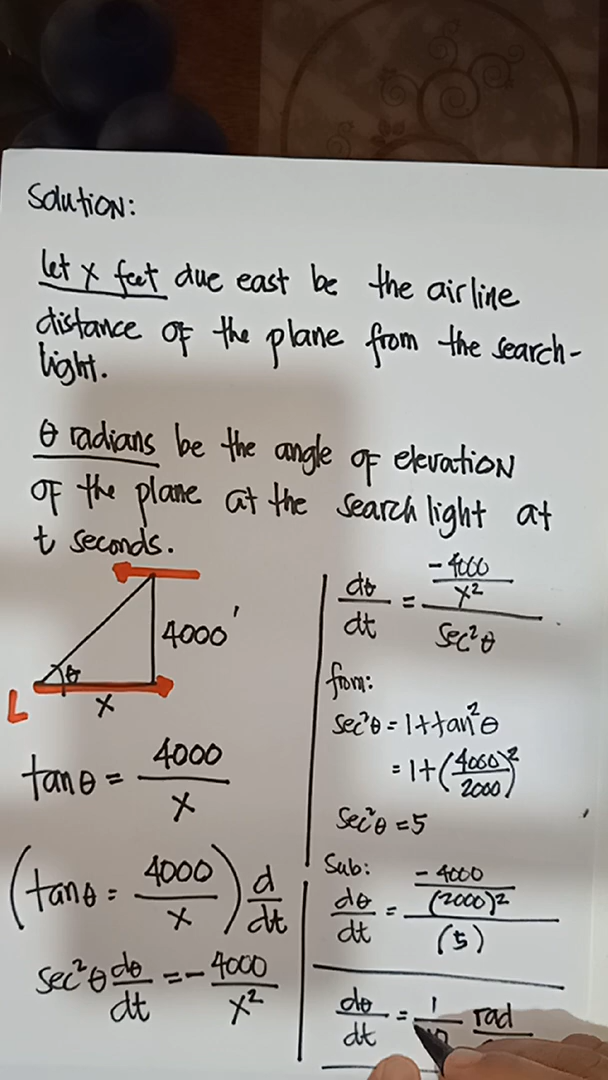 Solution:
let x feet due east be the airline
distance of the plane from the search-
light.
θ radians be the angle of elevation
of the plane at the search light at
t seconds.
4000'
θ
L
x
tan θ = 4000/x
(tan θ = 4000/x) d/dt
sec²θ dθ/dt = - 4000/x²
dθ/dt = (-4000/x²)/sec²θ
from:
sec²θ = 1+tan²θ
= 1+(4000/2000)²
sec²θ = 5
Sub:
dθ/dt = (-4000/(2000)²)/(5)
dθ/dt = 1/ rad